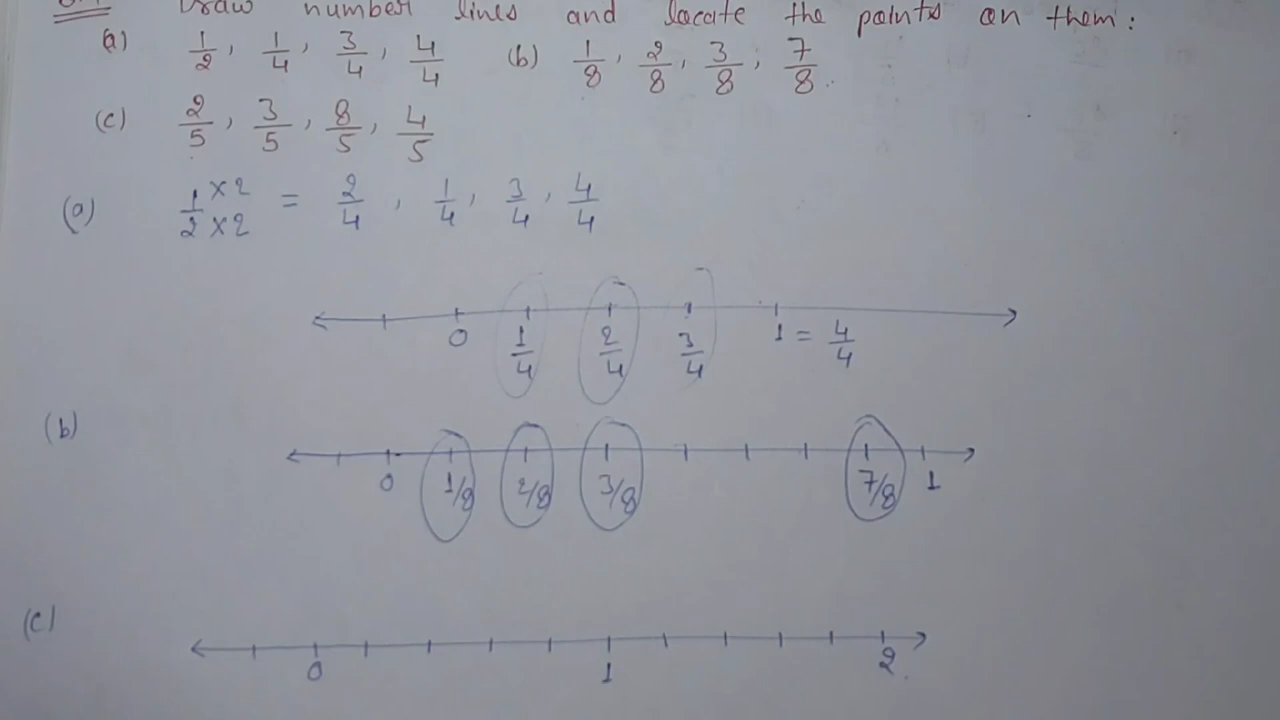 Draw number lines and locate the points on them:
(a) 1/2, 1/4, 3/4, 4/4 (b) 1/8, 2/8, 3/8, 7/8.
(c) 2/5, 3/5, 8/5, 4/5
(a) 1×2/2×2 = 2/4, 1/4, 3/4, 4/4
0 1/4 2/4 3/4 1 = 4/4
(b)
0 1/8 2/8 3/8 7/8 1
(c)
0 1 2